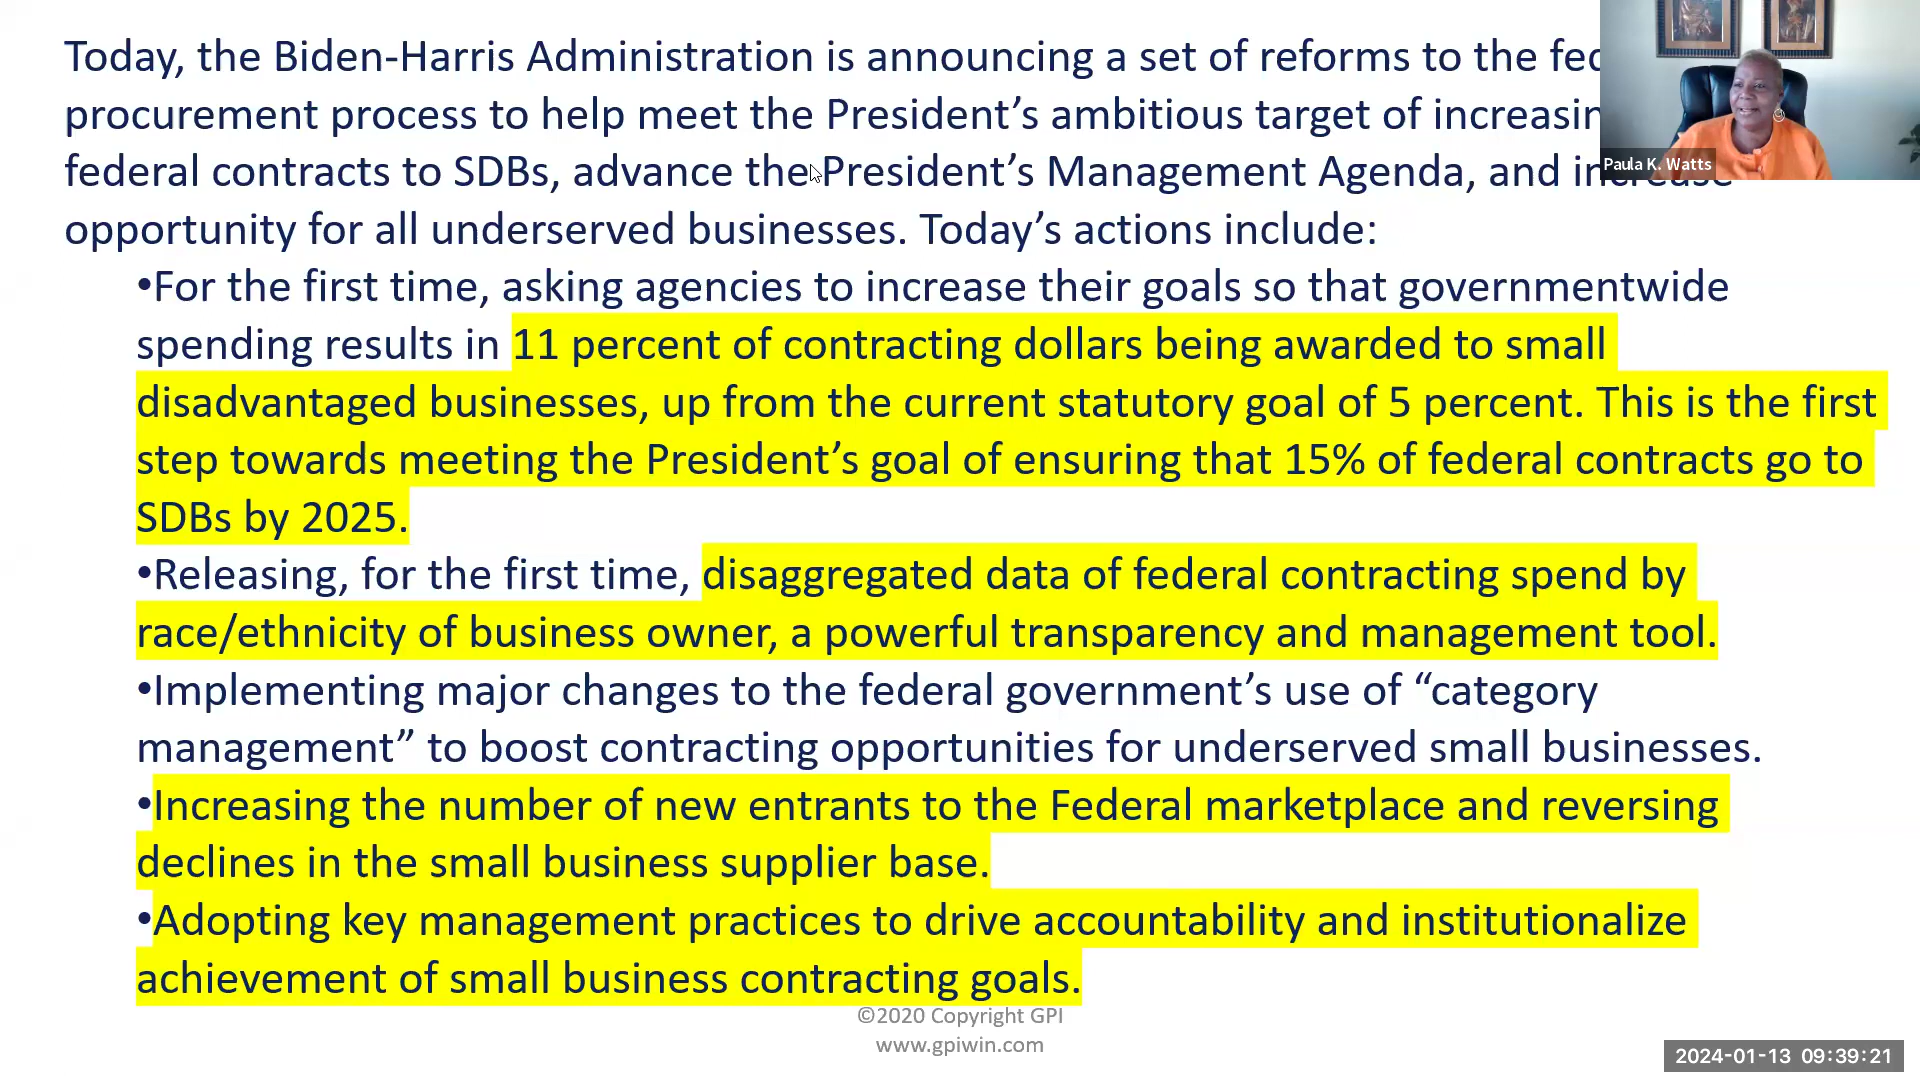 Today, the Biden-Harris Administration is announcing a set of reforms to the
procurement process to help meet the President’s ambitious target of
federal contracts to SDBs, advance the President’s Management Agenda, and increase
opportunity for all underserved businesses. Today’s actions include:
•For the first time, asking agencies to increase their goals so that governmentwide
spending results in 11 percent of contracting dollars being awarded to small
disadvantaged businesses, up from the current statutory goal of 5 percent. This is the first
step towards meeting the President’s goal of ensuring that 15% of federal contracts go to
SDBs by 2025.
•Releasing, for the first time, disaggregated data of federal contracting spend by
race/ethnicity of business owner, a powerful transparency and management tool.
•Implementing major changes to the federal government’s use of “category
management” to boost contracting opportunities for underserved small businesses.
•Increasing the number of new entrants to the Federal marketplace and reversing
declines in the small business supplier base.
•Adopting key management practices to drive accountability and institutionalize
achievement of small business contracting goals.
©2020 Copyright GPI
www.gpiwin.com
Paula K. Watts
2024-01-13 09:39:21